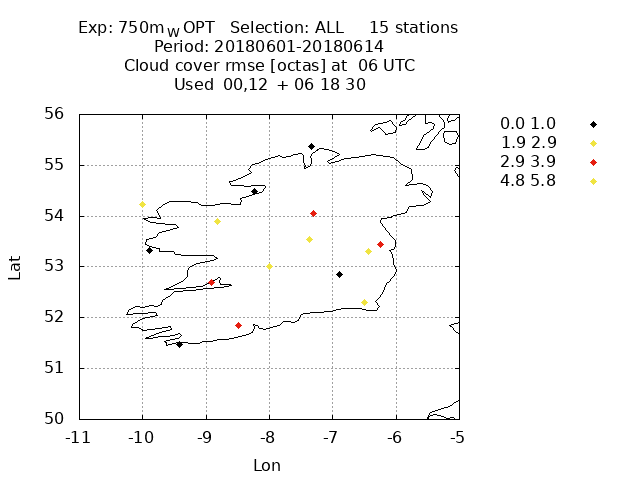 Exp: 750m_W OPT   Selection: ALL     15 stations
Period: 20180601-20180614
Cloud cover rmse [octas] at  06 UTC
Used  00,12  + 06 18 30
0.0 1.0
1.9 2.9
2.9 3.9
4.8 5.8
56
55
54
53
52
51
50
Lat
-11 -10 -9 -8 -7 -6 -5
Lon